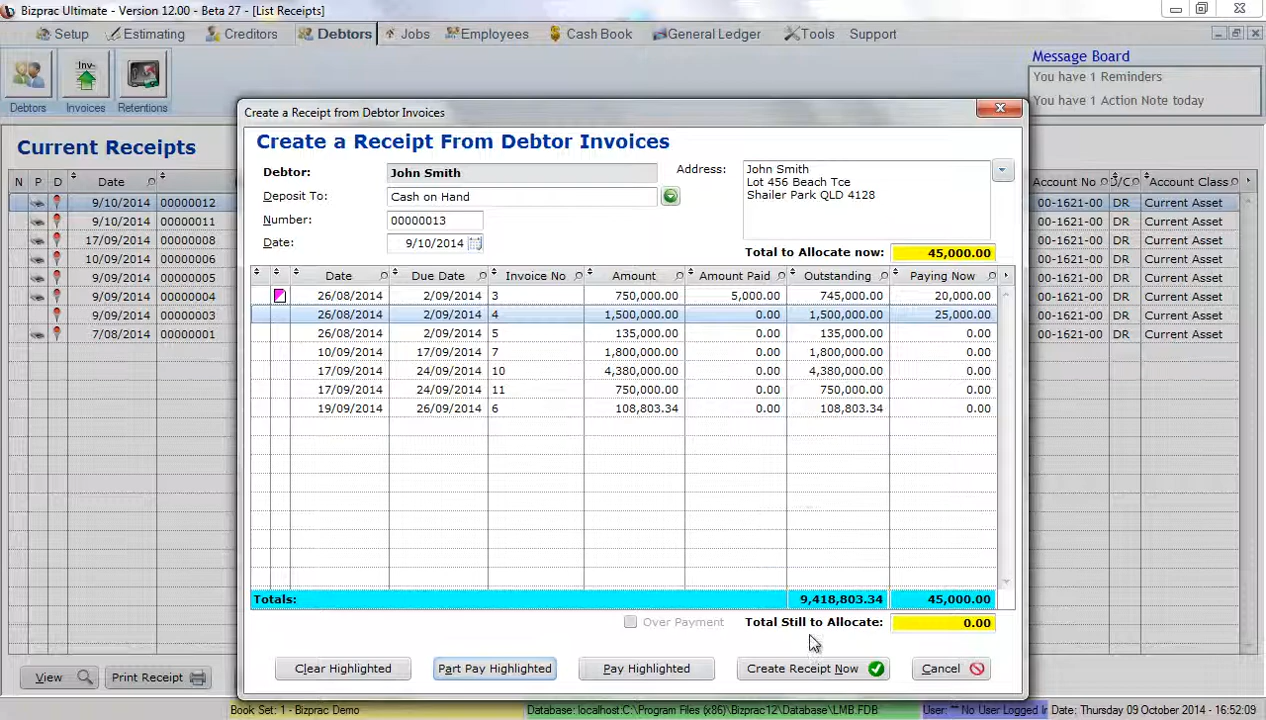 Bizprac Ultimate - Version 12.00 - Beta 27 - [List Receipts]
Setup Estimating Creditors Debtors Jobs Employees Cash Book General Ledger Tools Support
Inv
Debtors Invoices Retentions
Message Board
You have 1 Reminders
You have 1 Action Note today
Current Receipts
N P D Date
9/10/2014 00000012
9/10/2014 00000011
17/09/2014 00000008
10/09/2014 00000006
9/09/2014 00000005
9/09/2014 00000004
9/09/2014 00000003
7/08/2014 00000001
Create a Receipt from Debtor Invoices
Create a Receipt From Debtor Invoices
Debtor: John Smith
Deposit To: Cash on Hand
Number: 00000013
Date: 9/10/2014
Address: John Smith
Lot 456 Beach Tce
Shailer Park QLD 4128
Total to Allocate now: 45,000.00
Date Due Date Invoice No Amount Amount Paid Outstanding Paying Now
26/08/2014 2/09/2014 3 750,000.00 5,000.00 745,000.00 20,000.00
26/08/2014 2/09/2014 4 1,500,000.00 0.00 1,500,000.00 25,000.00
26/08/2014 2/09/2014 5 135,000.00 0.00 135,000.00 0.00
10/09/2014 17/09/2014 7 1,800,000.00 0.00 1,800,000.00 0.00
17/09/2014 24/09/2014 10 4,380,000.00 0.00 4,380,000.00 0.00
17/09/2014 24/09/2014 11 750,000.00 0.00 750,000.00 0.00
19/09/2014 26/09/2014 6 108,803.34 0.00 108,803.34 0.00
Totals: 9,418,803.34 45,000.00
Over Payment Total Still to Allocate: 0.00
Clear Highlighted Part Pay Highlighted Pay Highlighted Create Receipt Now Cancel
Account No D/C Account Class
00-1621-00 DR Current Asset
00-1621-00 DR Current Asset
00-1621-00 DR Current Asset
00-1621-00 DR Current Asset
00-1621-00 DR Current Asset
00-1621-00 DR Current Asset
00-1621-00 DR Current Asset
00-1621-00 DR Current Asset
View Print Receipt
Book Set: 1 - Bizprac Demo Database: localhost:C:\Program Files (x86)\Bizprac12\Database\LMB.FDB User: "" No User Logged Ir Date: Thursday 09 October 2014 - 16:52:09